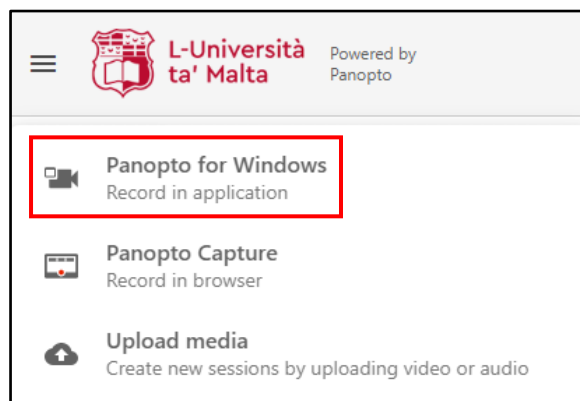 L-Università
ta' Malta
Powered by
Panopto
Panopto for Windows
Record in application
Panopto Capture
Record in browser
Upload media
Create new sessions by uploading video or audio